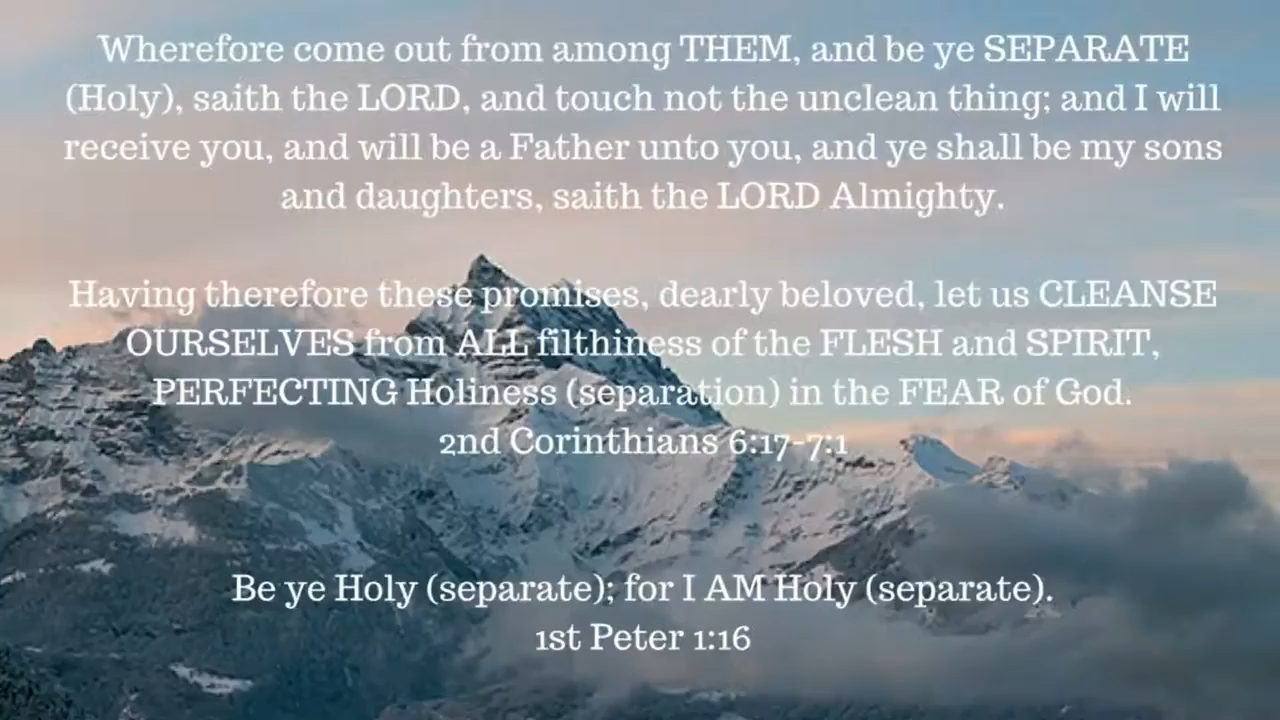 Wherefore come out from among THEM, and be ye SEPARATE
(Holy), saith the LORD, and touch not the unclean thing; and I will
receive you, and will be a Father unto you, and ye shall be my sons
and daughters, saith the LORD Almighty.
Having therefore these promises, dearly beloved, let us CLEANSE
OURSELVES from ALL filthiness of the FLESH and SPIRIT,
PERFECTING Holiness (separation) in the FEAR of God.
2nd Corinthians 6:17-7:1
Be ye Holy (separate); for I AM Holy (separate).
1st Peter 1:16